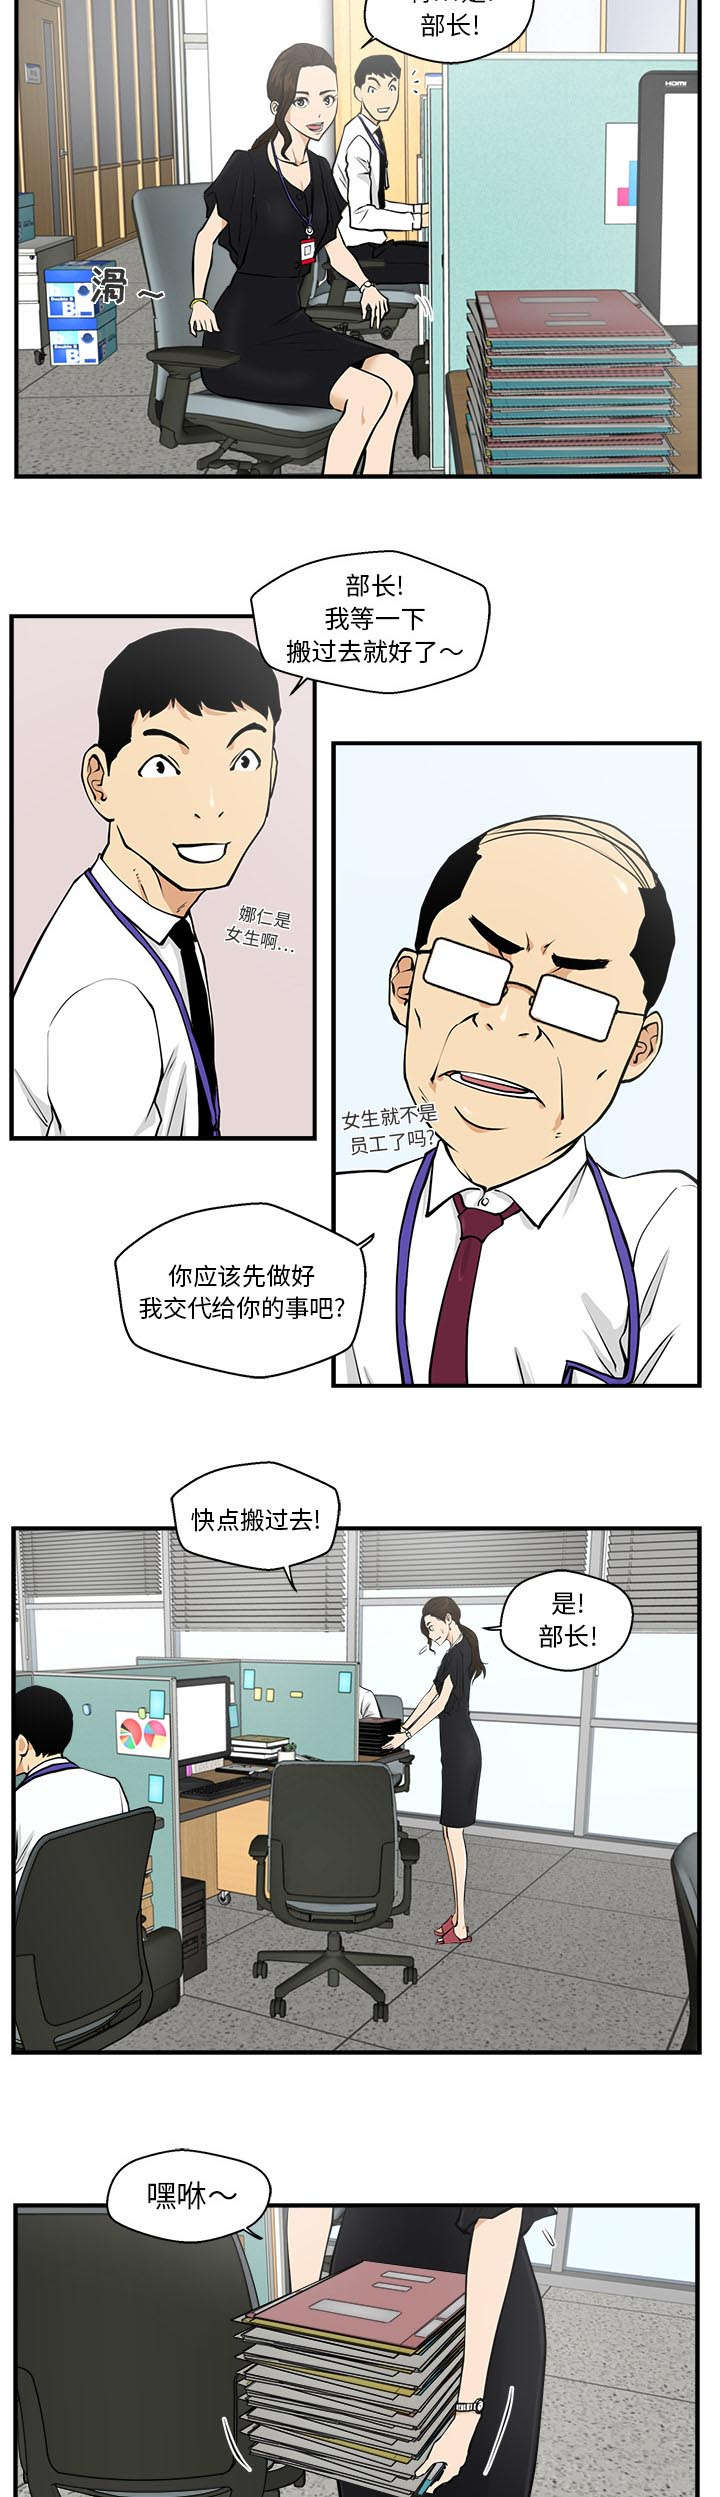 部长!
HDMI
滑～
部长!
我等一下
搬过去就好了～
娜仁是
女生啊...
女生就不是
员工了吗?
你应该先做好
我交代给你的事吧?
快点搬过去!
是!
部长!
嘿咻～